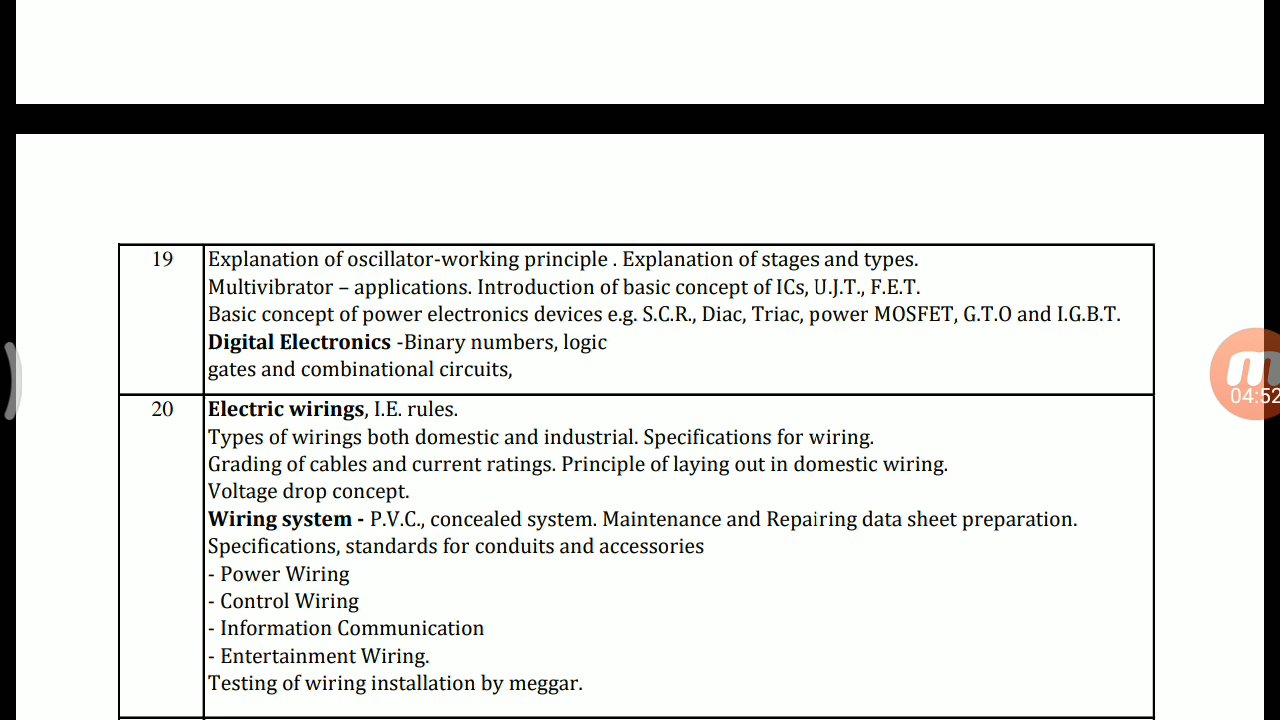 19
Explanation of oscillator-working principle . Explanation of stages and types.
Multivibrator – applications. Introduction of basic concept of ICs, U.J.T., F.E.T.
Basic concept of power electronics devices e.g. S.C.R., Diac, Triac, power MOSFET, G.T.O and I.G.B.T.
Digital Electronics -Binary numbers, logic
gates and combinational circuits,
20
Electric wirings, I.E. rules.
Types of wirings both domestic and industrial. Specifications for wiring.
Grading of cables and current ratings. Principle of laying out in domestic wiring.
Voltage drop concept.
Wiring system - P.V.C., concealed system. Maintenance and Repairing data sheet preparation.
Specifications, standards for conduits and accessories
- Power Wiring
- Control Wiring
- Information Communication
- Entertainment Wiring.
Testing of wiring installation by meggar.
04:52